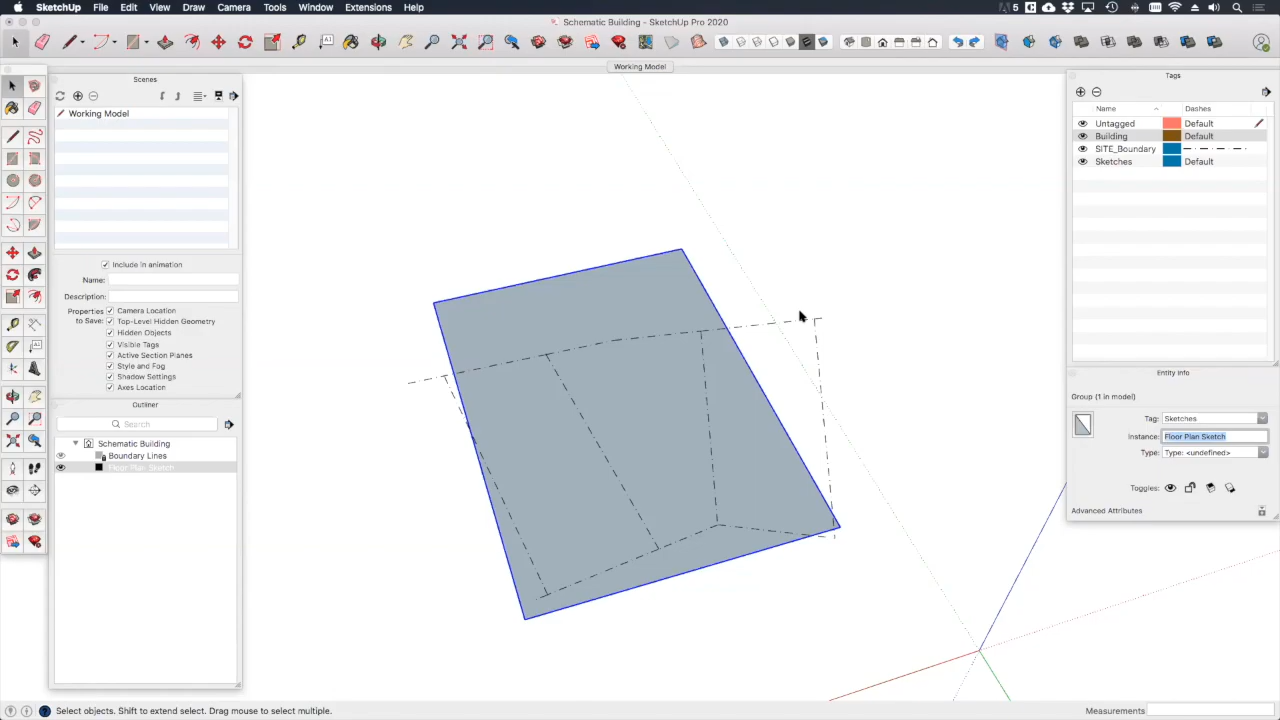 SketchUp File Edit View Draw Camera Tools Window Extensions Help
5
Schematic Building - SketchUp Pro 2020
Working Model
Scenes
Working Model
Include in animation
Name:
Description:
Properties to Save:
Camera Location
Top-Level Hidden Geometry
Hidden Objects
Visible Tags
Active Section Planes
Style and Fog
Shadow Settings
Axes Location
Outliner
Search
Schematic Building
Boundary Lines
Floor Plan Sketch
Tags
Name Dashes
Untagged Default
Building Default
SITE_Boundary
Sketches Default
Entity Info
Group (1 in model)
Tag: Sketches
Instance: Floor Plan Sketch
Type: Type: <undefined>
Toggles:
Advanced Attributes
Select objects. Shift to extend select. Drag mouse to select multiple.
Measurements